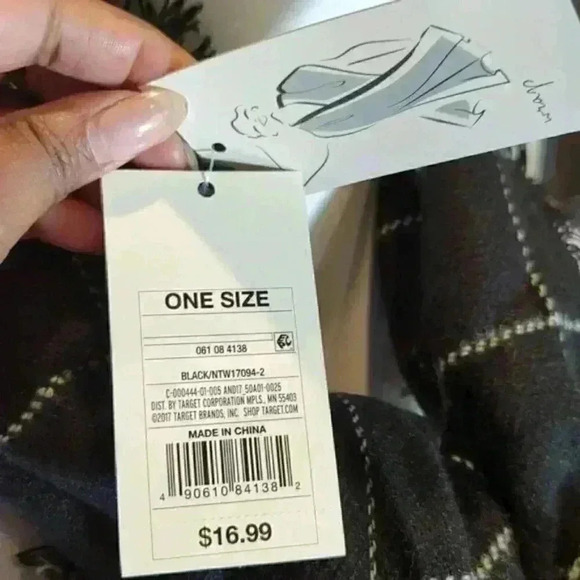 wrap
ONE SIZE
061 08 4138
BLACK/NTW17094-2
C-000444-01-005 AND17_50A01-0025
DIST. BY TARGET CORPORATION MPLS., MN 55403
©2017 TARGET BRANDS, INC. SHOP TARGET.COM
MADE IN CHINA
4 90610 84138 2
$16.99